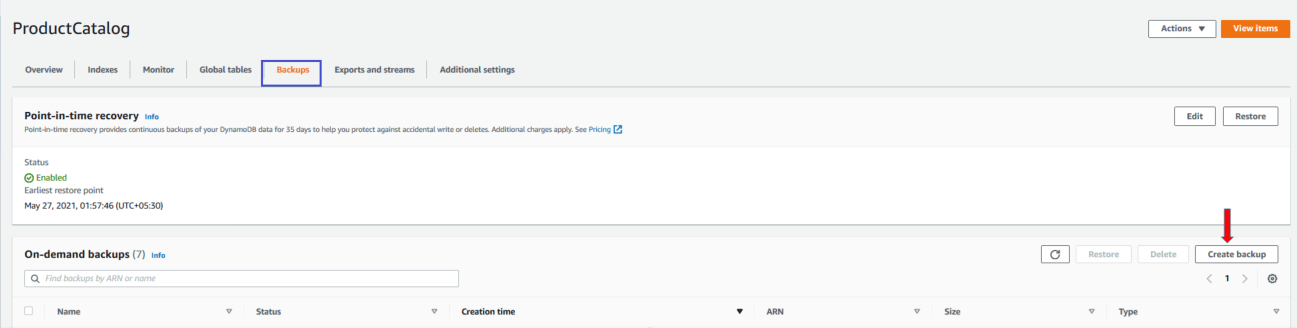 ProductCatalog
Actions
View items
Overview
Indexes
Monitor
Global tables
Backups
Exports and streams
Additional settings
Point-in-time recovery Info
Point-in-time recovery provides continuous backups of your DynamoDB data for 35 days to help you protect against accidental write or deletes. Additional charges apply. See Pricing
Edit
Restore
Status
Enabled
Earliest restore point
May 27, 2021, 01:57:46 (UTC+05:30)
On-demand backups (7) Info
Restore
Delete
Create backup
Find backups by ARN or name
1
Name
Status
Creation time
ARN
Size
Type